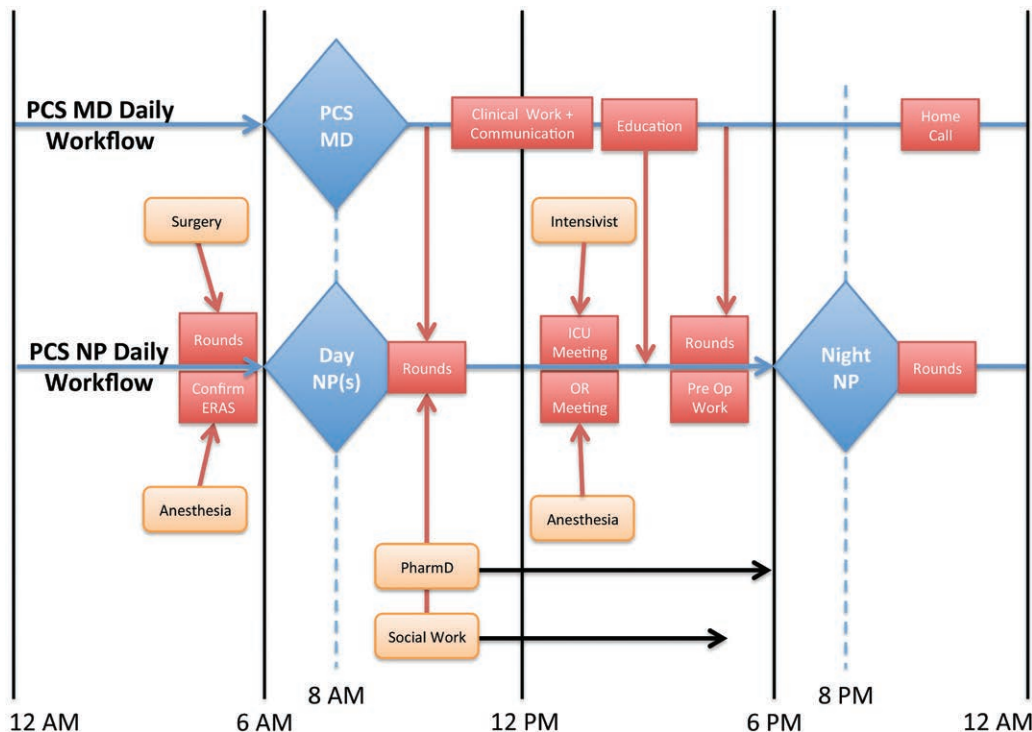 PCS MD Daily
Workflow
PCS
MD
Clinical Work +
Communication
Education
Home
Call
Surgery
Intensivist
PCS NP Daily
Workflow
Rounds
Confirm
ERAS
Day
NP(s)
Rounds
ICU
Meeting
OR
Meeting
Rounds
Pre Op
Work
Night
NP
Rounds
Anesthesia
Anesthesia
PharmD
Social Work
8 AM
8 PM
12 AM
6 AM
12 PM
6 PM
12 AM